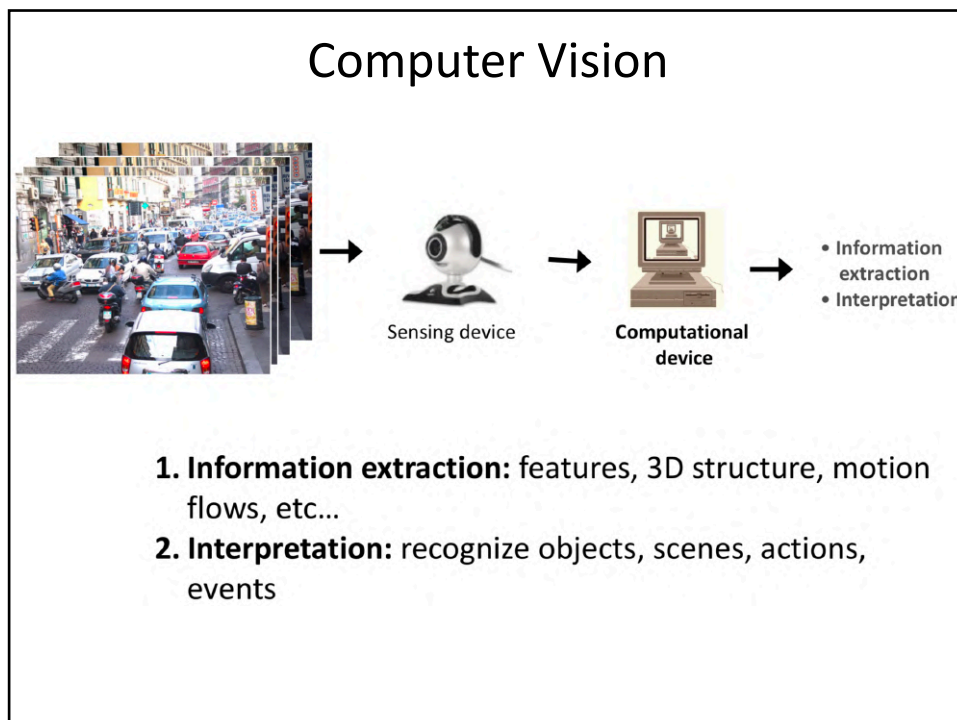 Computer Vision
• Information
extraction
• Interpretation
Sensing device
Computational
device
1. Information extraction: features, 3D structure, motion
flows, etc…
2. Interpretation: recognize objects, scenes, actions,
events